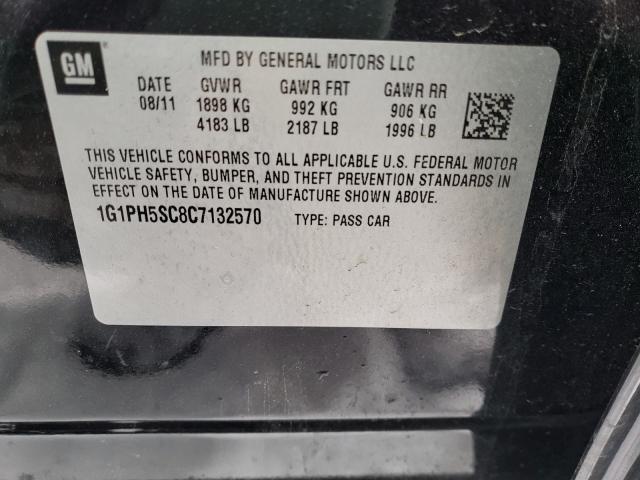 GM
MFD BY GENERAL MOTORS LLC
DATE GVWR GAWR FRT GAWR RR
08/11 1898 KG 992 KG 906 KG
4183 LB 2187 LB 1996 LB
THIS VEHICLE CONFORMS TO ALL APPLICABLE U.S. FEDERAL MOTOR
VEHICLE SAFETY, BUMPER, AND THEFT PREVENTION STANDARDS IN
EFFECT ON THE DATE OF MANUFACTURE SHOWN ABOVE.
1G1PH5SC8C7132570 TYPE: PASS CAR